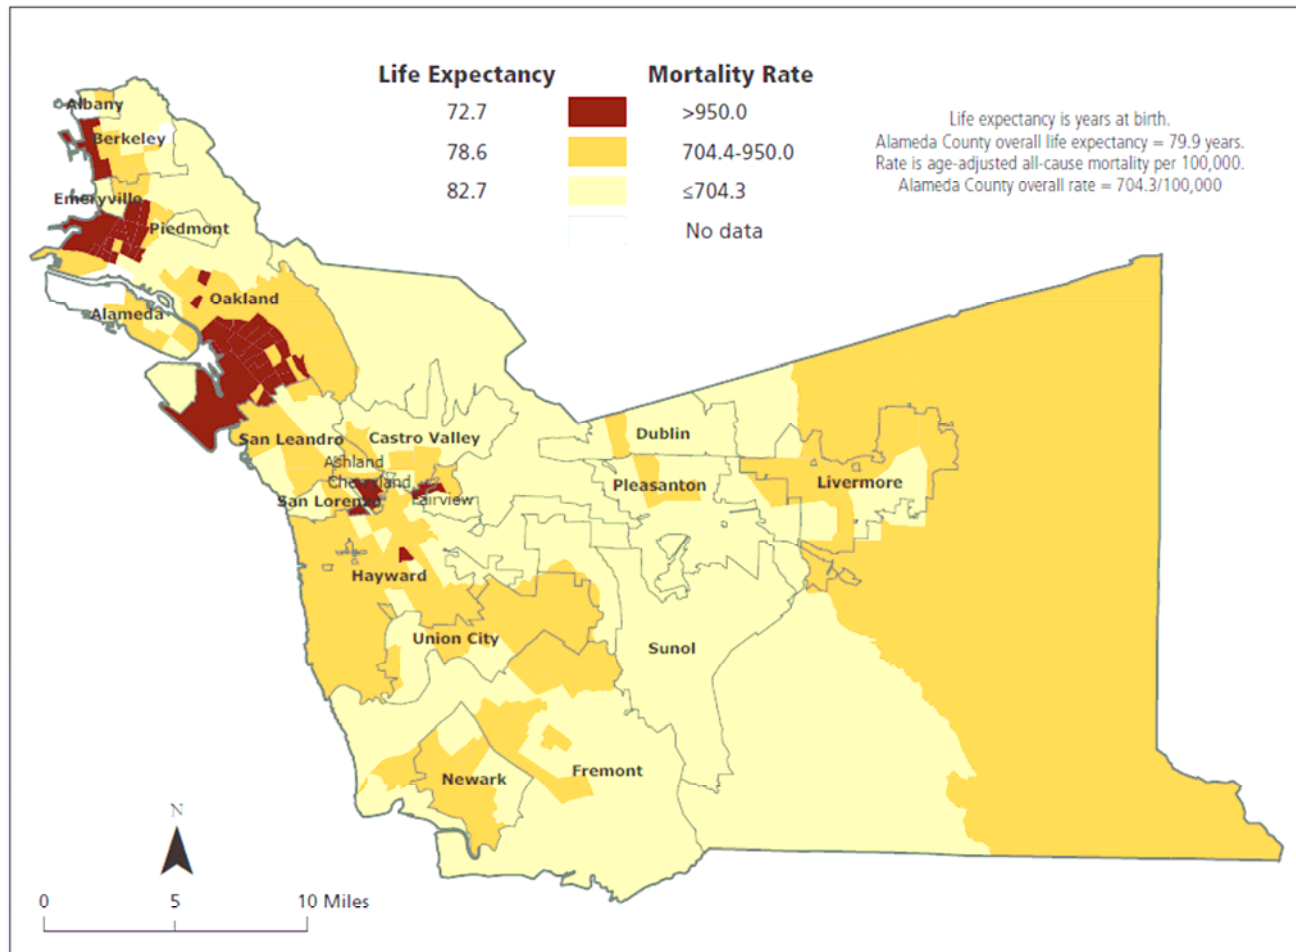 Life Expectancy Mortality Rate
72.7 >950.0
78.6 704.4-950.0
82.7 ≤704.3
No data
Life expectancy is years at birth.
Alameda County overall life expectancy = 79.9 years.
Rate is age-adjusted all-cause mortality per 100,000.
Alameda County overall rate = 704.3/100,000
Albany
Berkeley
Emeryville
Piedmont
Oakland
Alameda
San Leandro
Castro Valley
Ashland
Cherryland
San Lorenzo
Fairview
Dublin
Pleasanton
Livermore
Hayward
Union City
Sunol
Newark
Fremont
N
0 5 10 Miles